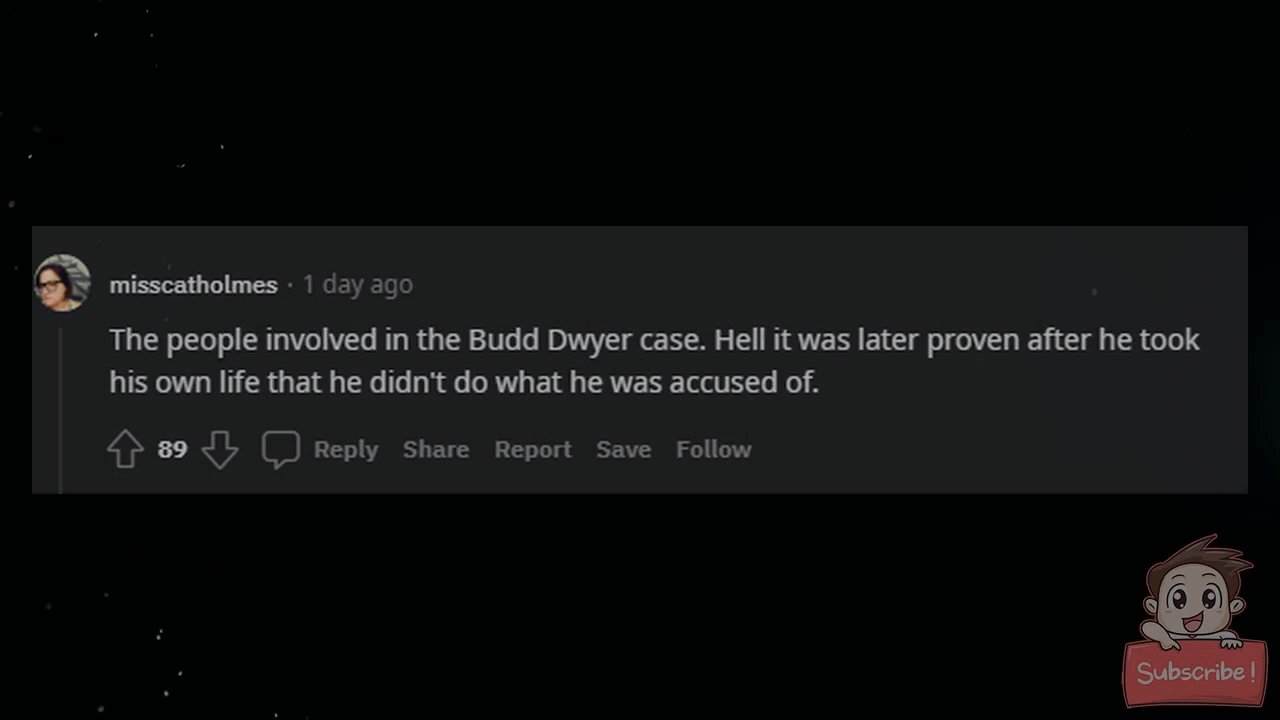 misscatholmes · 1 day ago
The people involved in the Budd Dwyer case. Hell it was later proven after he took
his own life that he didn't do what he was accused of.
89 Reply Share Report Save Follow
Subscribe!